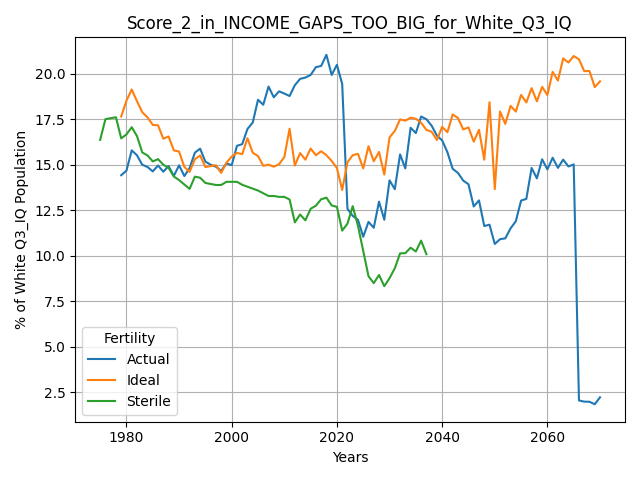 Score_2_in_INCOME_GAPS_TOO_BIG_for_White_Q3_IQ
% of White Q3_IQ Population
20.0
17.5
15.0
12.5
10.0
7.5
5.0
2.5
Fertility
Actual
Ideal
Sterile
1980 2000 2020 2040 2060
Years